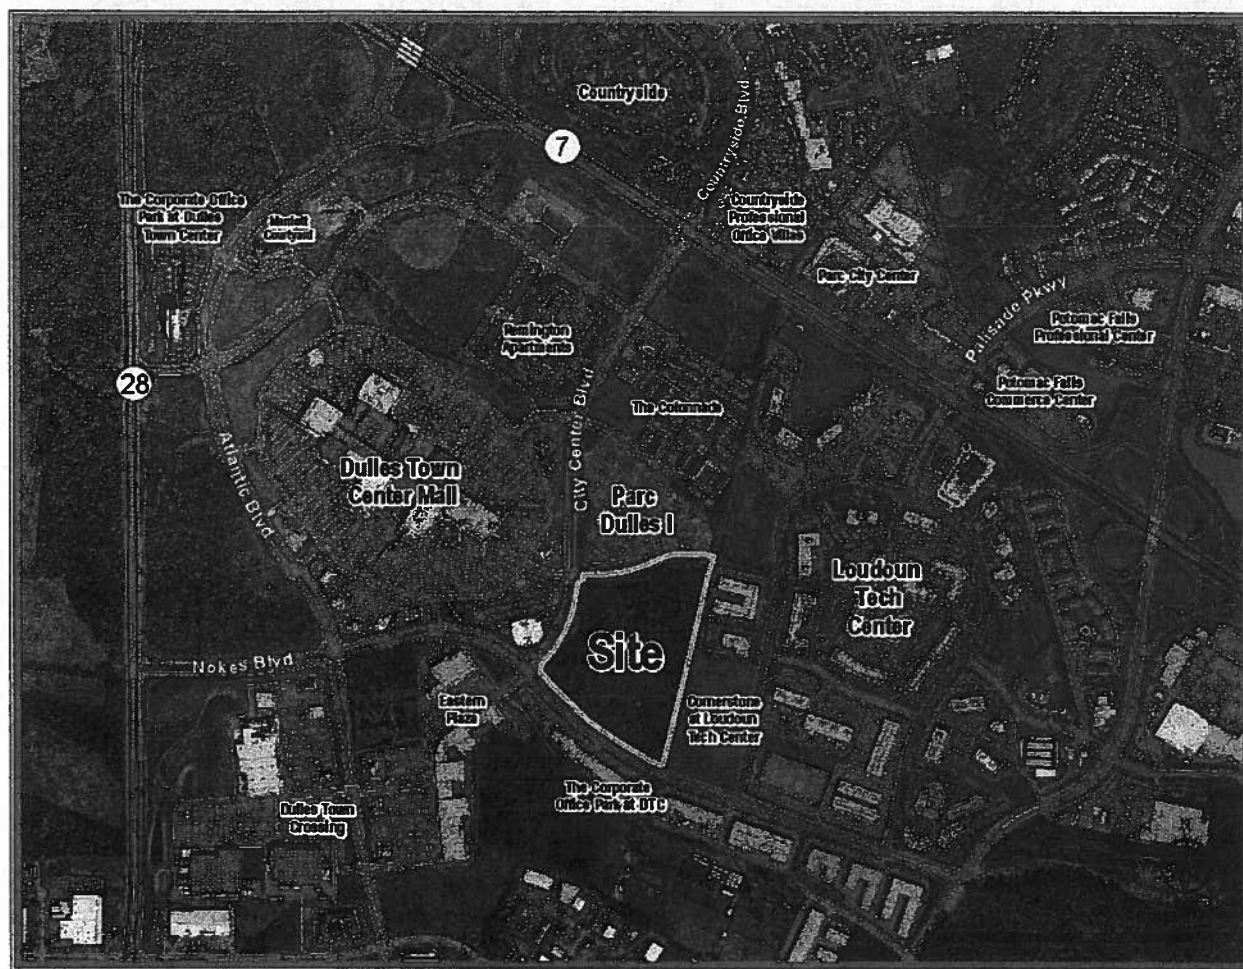 Countryside
Countryside Blvd
7
The Corporate Office
Park at Dulles
Town Center
Courtyard
Countryside
Professional
Office Villas
Parc City Center
Palisade Pkwy
Potomac Falls
Professional Center
Remington
Apartments
28
Potomac Falls
Commerce Center
City Center Blvd
The Colonnade
Atlantic Blvd
Dulles Town
Center Mall
Parc
Dulles I
Loudoun
Tech
Center
Site
Nokes Blvd
Eastern
Plaza
Cornerstone
at Loudoun
Tech Center
The Corporate
Office Park at DTC
Dulles Town
Crossing